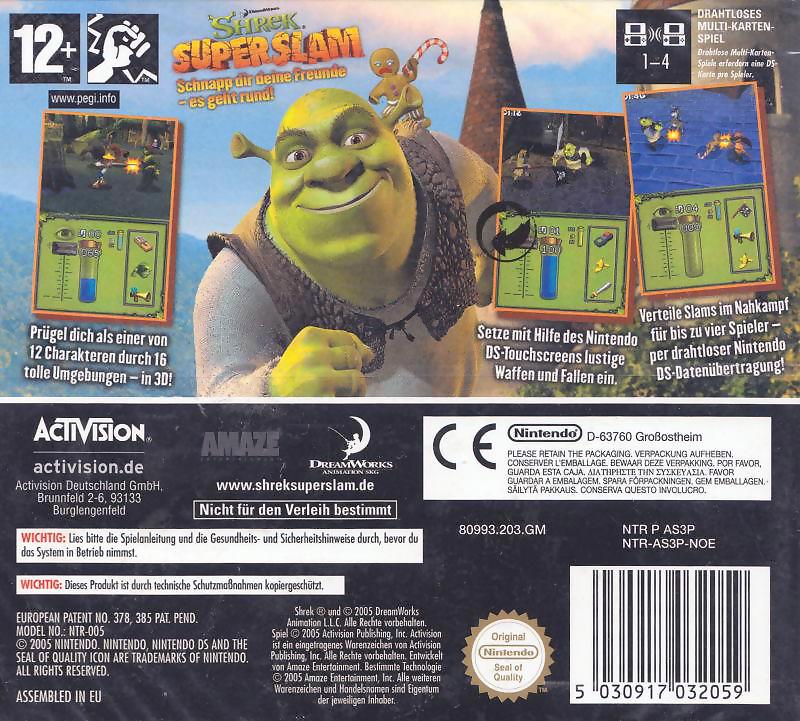 12+
TM
TM
www.pegi.info
DreamWorks
SHREK
SUPERSLAM
Schnapp dir deine Freunde
– es geht rund!
DRAHTLOSES
MULTI-KARTEN-
SPIEL
1–4
Drahtlose Multi-Karten-
Spiele erfordern eine DS-
Karte pro Spieler.
Prügel dich als einer von
12 Charakteren durch 16
tolle Umgebungen – in 3D!
Setze mit Hilfe des Nintendo
DS-Touchscreens lustige
Waffen und Fallen ein.
Verteile Slams im Nahkampf
für bis zu vier Spieler –
per drahtloser Nintendo
DS-Datenübertragung!
ACTIVISION®
activision.de
Activision Deutschland GmbH,
Brunnfeld 2-6, 93133
Burglengenfeld
AMAZE
ENTERTAINMENT
DREAMWORKS
ANIMATION SKG
www.shreksuperslam.de
Nicht für den Verleih bestimmt
CE
Nintendo D-63760 Großostheim
PLEASE RETAIN THE PACKAGING. VERPACKUNG AUFHEBEN.
CONSERVER L'EMBALLAGE. BEWAAR DEZE VERPAKKING. POR FAVOR,
GUARDA ESTA CAJA. ΔΙΑΤΗΡΗΣΤΕ ΤΗΝ ΣΥΣΚΕΥΑΣΙΑ. FAVOR
GUARDAR A EMBALAGEM. SPARA FÖRPACKNINGEN. GEM EMBALLAGEN.
SÄILYTÄ PAKKAUS. CONSERVA QUESTO INVOLUCRO.
80993.203.GM
NTR P AS3P
NTR-AS3P-NOE
WICHTIG: Lies bitte die Spielanleitung und die Gesundheits- und Sicherheitshinweise durch, bevor du
das System in Betrieb nimmst.
WICHTIG: Dieses Produkt ist durch technische Schutzmaßnahmen kopiergeschützt.
EUROPEAN PATENT NO. 378, 385 PAT. PEND.
MODEL NO.: NTR-005
© 2005 NINTENDO. NINTENDO, NINTENDO DS AND THE
SEAL OF QUALITY ICON ARE TRADEMARKS OF NINTENDO.
ALL RIGHTS RESERVED.
ASSEMBLED IN EU
Shrek ® und © 2005 DreamWorks
Animation L.L.C. Alle Rechte vorbehalten.
Spiel © 2005 Activision Publishing, Inc. Activision
ist ein eingetragenes Warenzeichen von Activision
Publishing, Inc. Alle Rechte vorbehalten. Entwickelt
von Amaze Entertainment. Bestimmte Technologie
© 2005 Amaze Entertainment, Inc. Alle weiteren
Warenzeichen und Handelsnamen sind Eigentum
der jeweiligen Inhaber.
Original
Nintendo
Seal of
Quality
TM
5 030917 032059